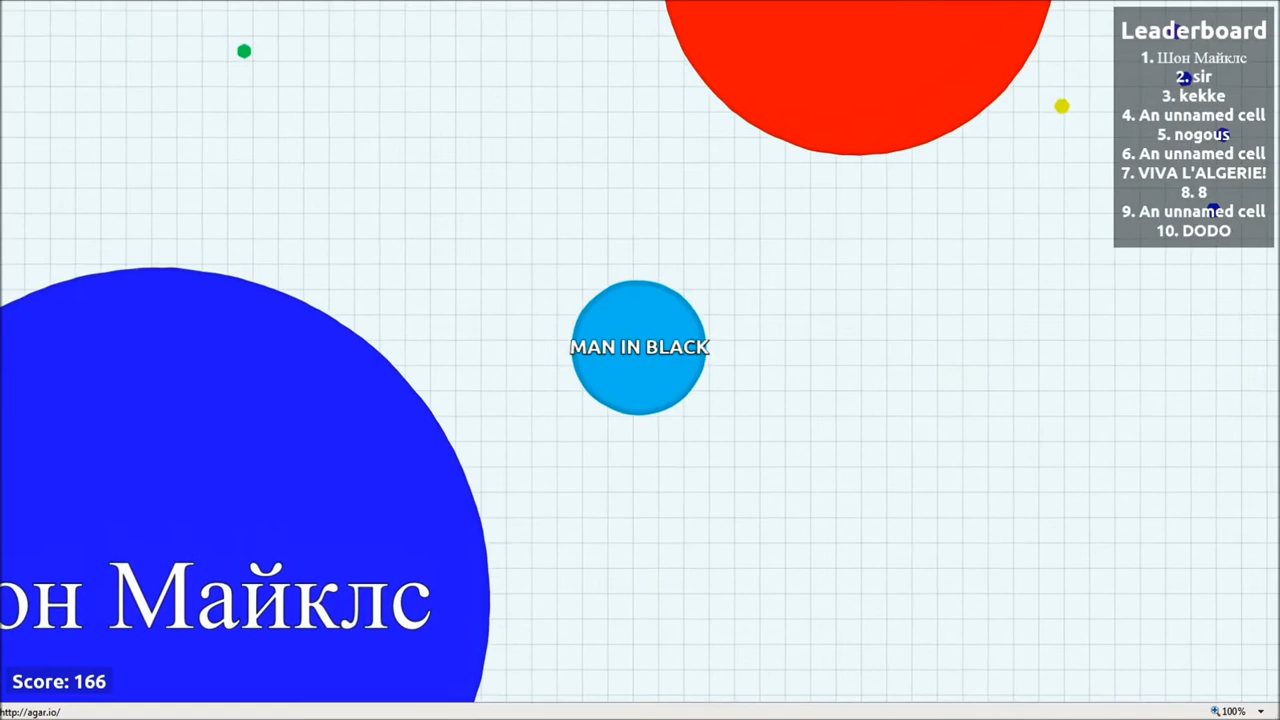 Leaderboard
1. Шон Майклс
2. sir
3. kekke
4. An unnamed cell
5. nogous
6. An unnamed cell
7. VIVA L'ALGERIE!
8. 8
9. An unnamed cell
10. DODO
MAN IN BLACK
он Майклс
Score: 166
http://agar.io/
100%